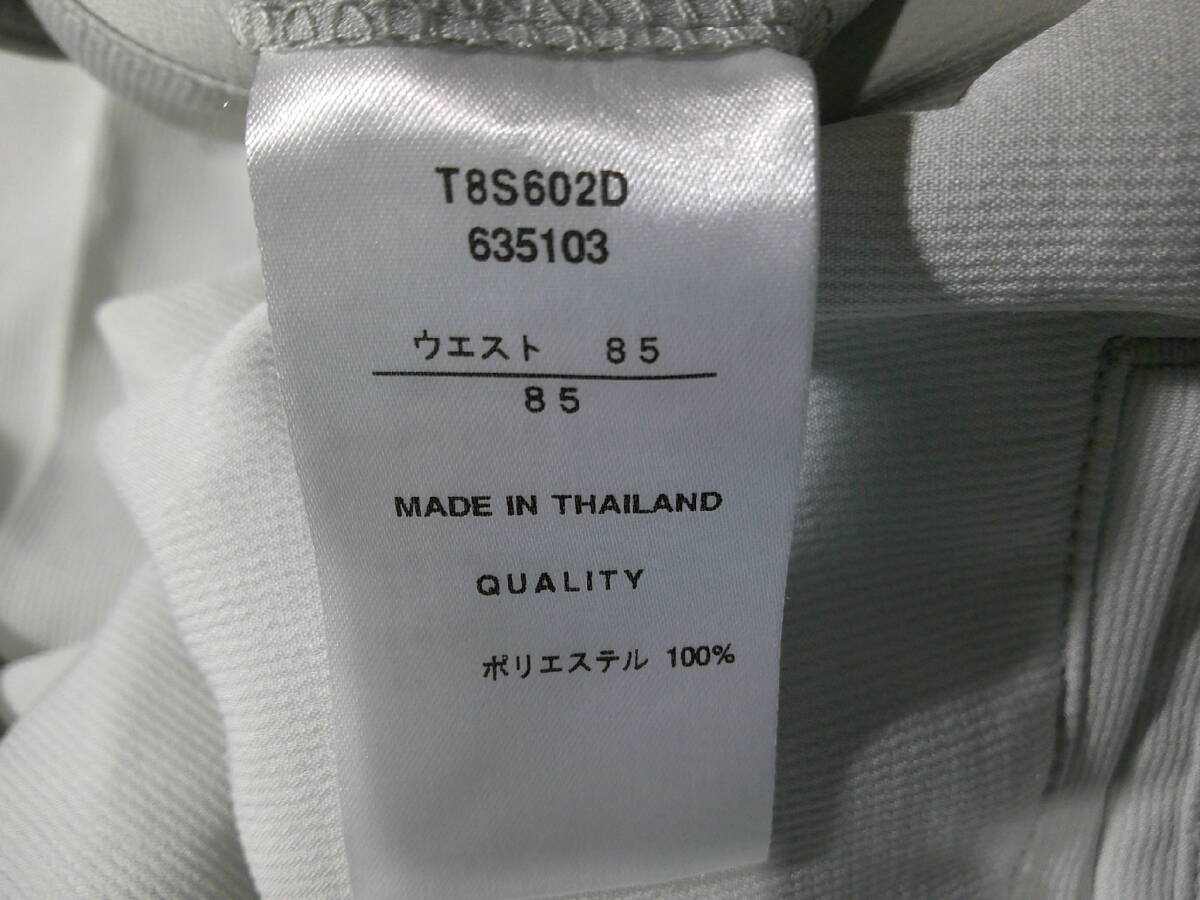 T8S602D
635103
ウエスト 85
85
MADE IN THAILAND
QUALITY
ポリエステル 100%